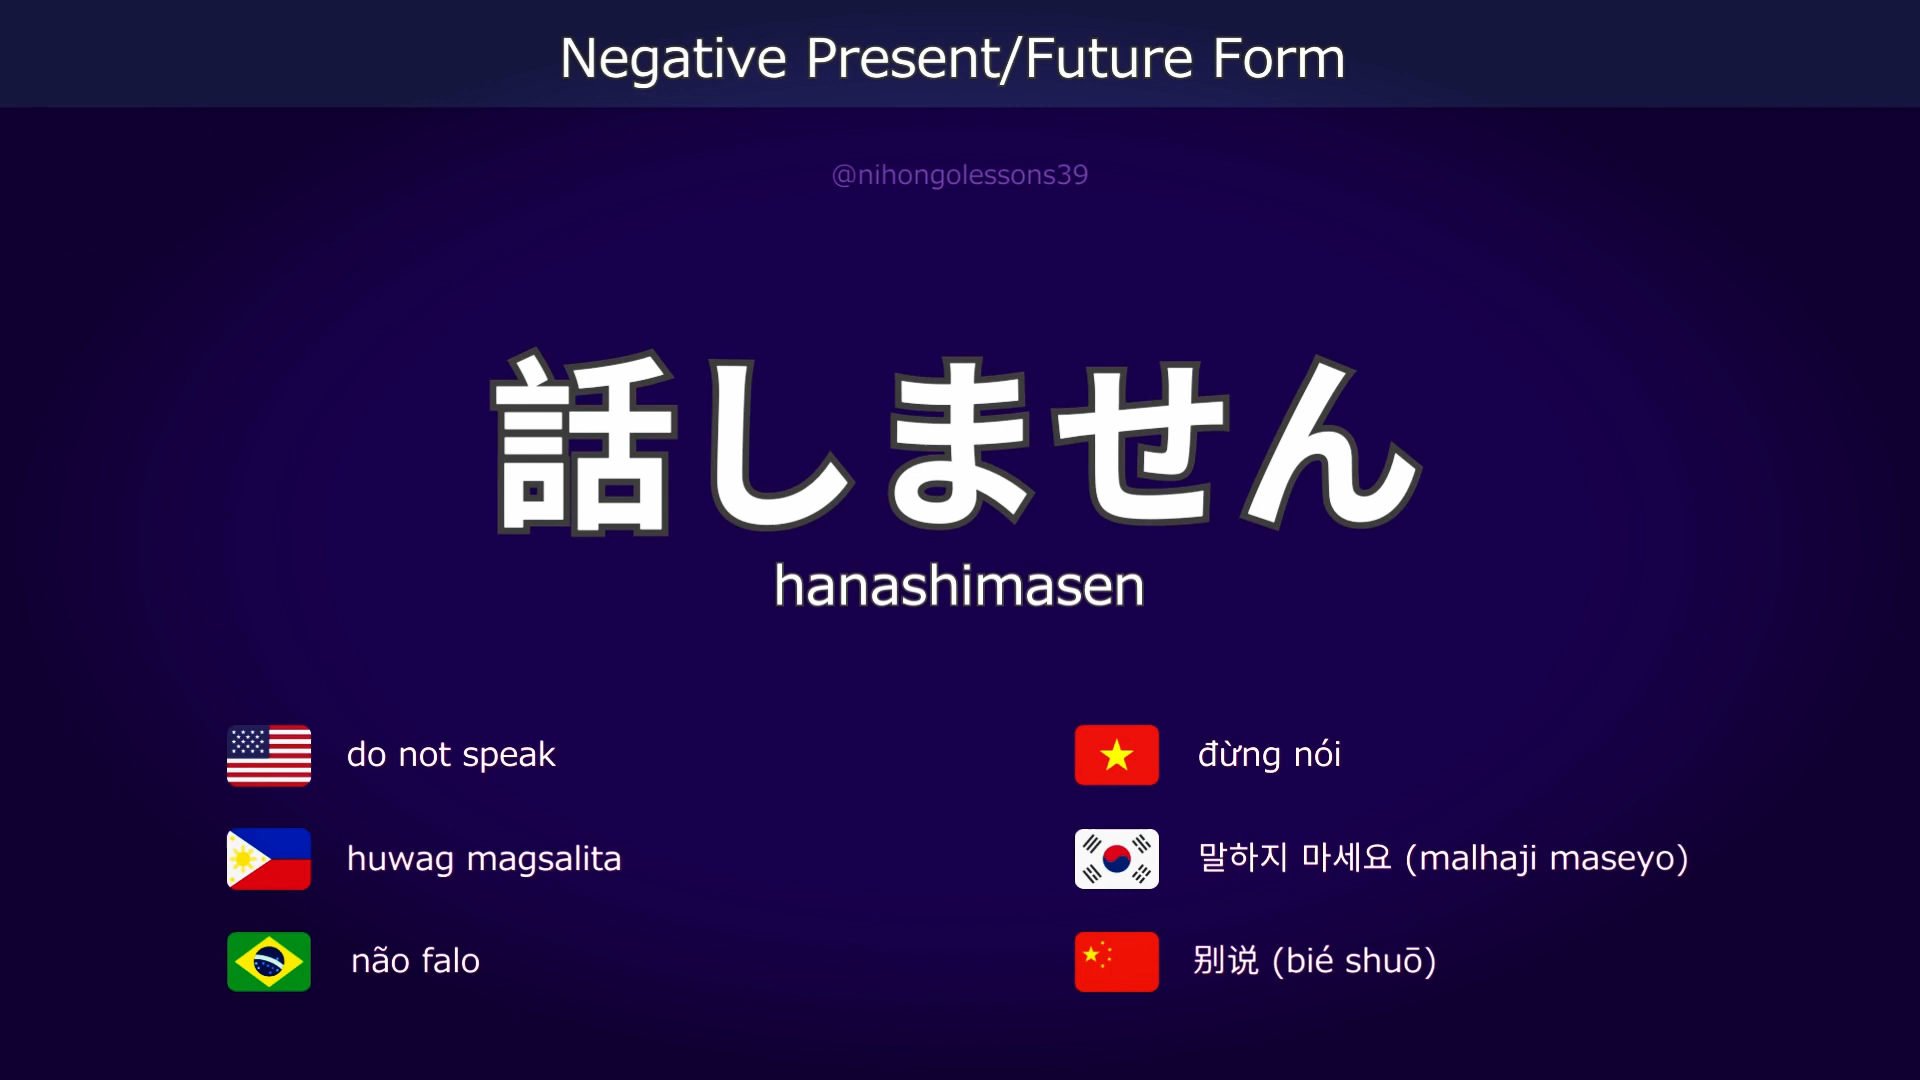 Negative Present/Future Form
@nihongolessons39
話しません
hanashimasen
do not speak
huwag magsalita
não falo
đừng nói
말하지 마세요 (malhaji maseyo)
别说 (bié shuō)